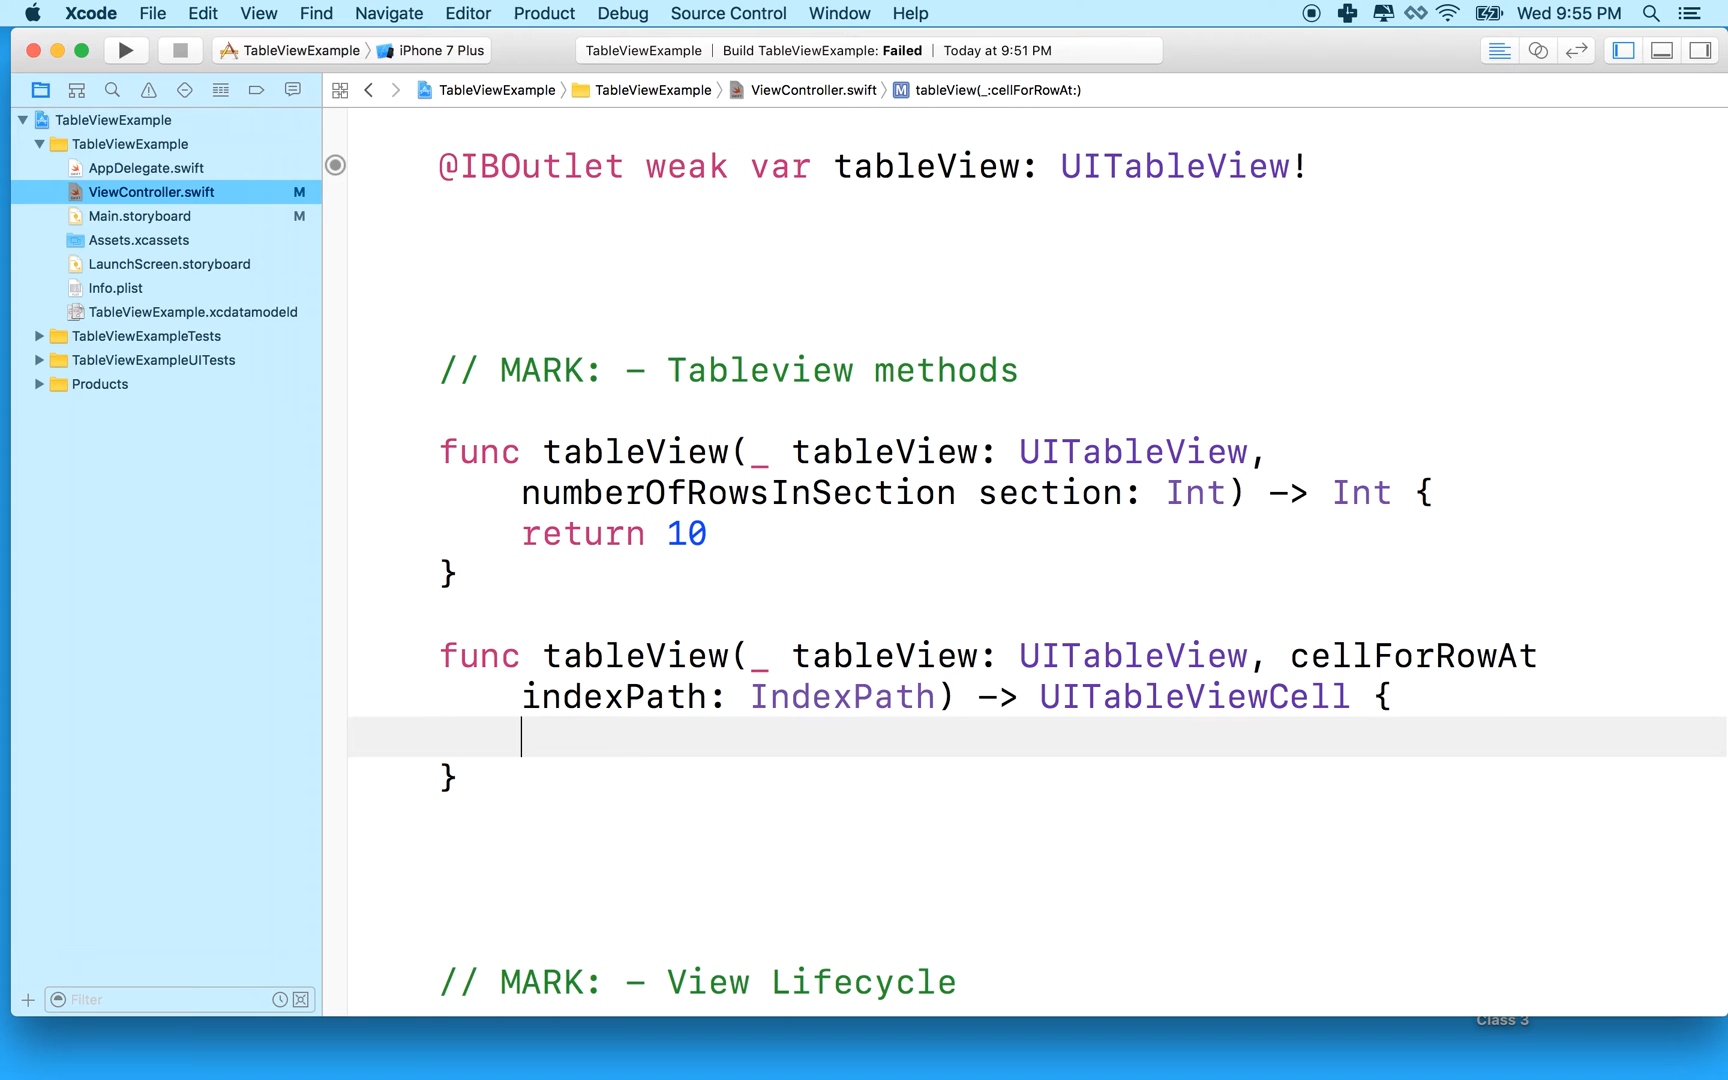 Xcode File Edit View Find Navigate Editor Product Debug Source Control Window Help Wed 9:55 PM
TableViewExample iPhone 7 Plus TableViewExample | Build TableViewExample: Failed | Today at 9:51 PM
TableViewExample TableViewExample ViewController.swift M tableView(_:cellForRowAt:)
TableViewExample
TableViewExample
AppDelegate.swift
ViewController.swift M
Main.storyboard M
Assets.xcassets
LaunchScreen.storyboard
Info.plist
TableViewExample.xcdatamodeld
TableViewExampleTests
TableViewExampleUITests
Products
Filter
@IBOutlet weak var tableView: UITableView!
// MARK: - Tableview methods
func tableView(_ tableView: UITableView,
numberOfRowsInSection section: Int) -> Int {
return 10
}
func tableView(_ tableView: UITableView, cellForRowAt
indexPath: IndexPath) -> UITableViewCell {
}
// MARK: - View Lifecycle
Class 3